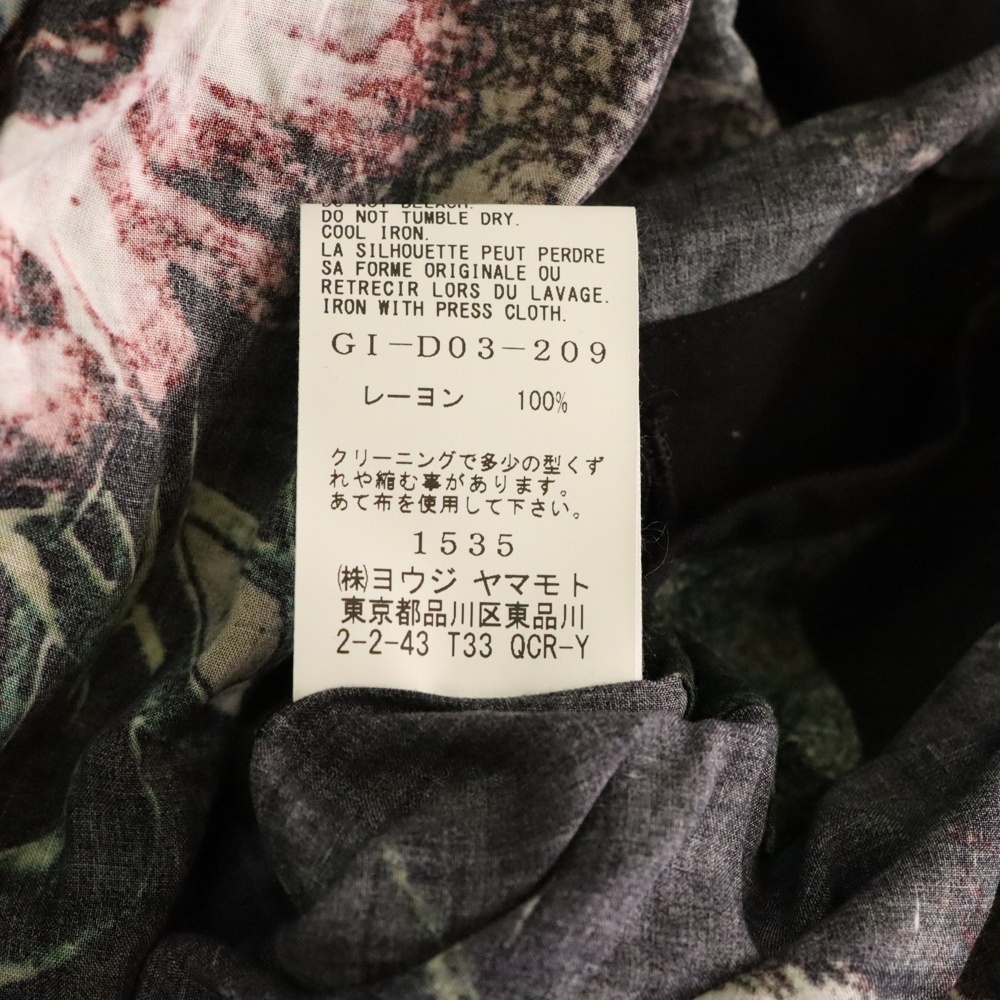 DO NOT BLEACH.
DO NOT TUMBLE DRY.
COOL IRON.
LA SILHOUETTE PEUT PERDRE
SA FORME ORIGINALE OU
RETRECIR LORS DU LAVAGE.
IRON WITH PRESS CLOTH.
GI-D03-209
レーヨン 100%
クリーニングで多少の型くず
れや縮む事があります。
あて布を使用して下さい。
1535
㈱ヨウジ ヤマモト
東京都品川区東品川
2-2-43 T33 QCR-Y